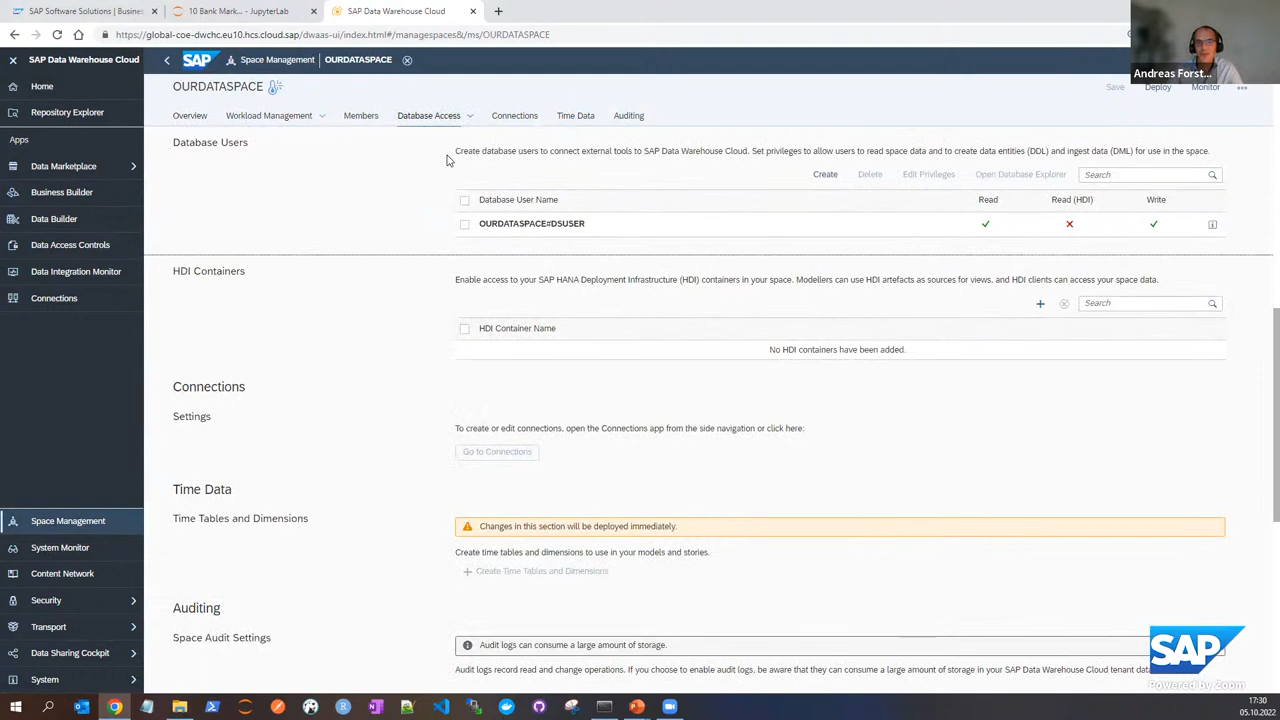 SAP Software Solutions | Busines
10 Bank Mark... - JupyterLab
SAP Data Warehouse Cloud
https://global-coe-dwchc.eu10.hcs.cloud.sap/dwaas-ui/index.html#/managespaces&/ms/OURDATASPACE
Andreas Forst...
SAP Data Warehouse Cloud
SAP
Space Management
OURDATASPACE
Home
Repository Explorer
Apps
Data Marketplace
Business Builder
Data Builder
Data Access Controls
Data Integration Monitor
Connections
Space Management
System Monitor
Content Network
Security
Transport
Data Sharing Cockpit
System
OURDATASPACE
Save Deploy Monitor
Overview Workload Management Members Database Access Connections Time Data Auditing
Database Users
Create database users to connect external tools to SAP Data Warehouse Cloud. Set privileges to allow users to read space data and to create data entities (DDL) and ingest data (DML) for use in the space.
Create Delete Edit Privileges Open Database Explorer Search
Database User Name Read Read (HDI) Write
OURDATASPACE#DSUSER
HDI Containers
Enable access to your SAP HANA Deployment Infrastructure (HDI) containers in your space. Modellers can use HDI artefacts as sources for views, and HDI clients can access your space data.
Search
HDI Container Name
No HDI containers have been added.
Connections
Settings
To create or edit connections, open the Connections app from the side navigation or click here:
Go to Connections
Time Data
Time Tables and Dimensions
Changes in this section will be deployed immediately.
Create time tables and dimensions to use in your models and stories.
Create Time Tables and Dimensions
Auditing
Space Audit Settings
Audit logs can consume a large amount of storage.
Audit logs record read and change operations. If you choose to enable audit logs, be aware that they can consume a large amount of storage in your SAP Data Warehouse Cloud tenant dat
SAP
Powered by Zoom
17:30
05.10.2022